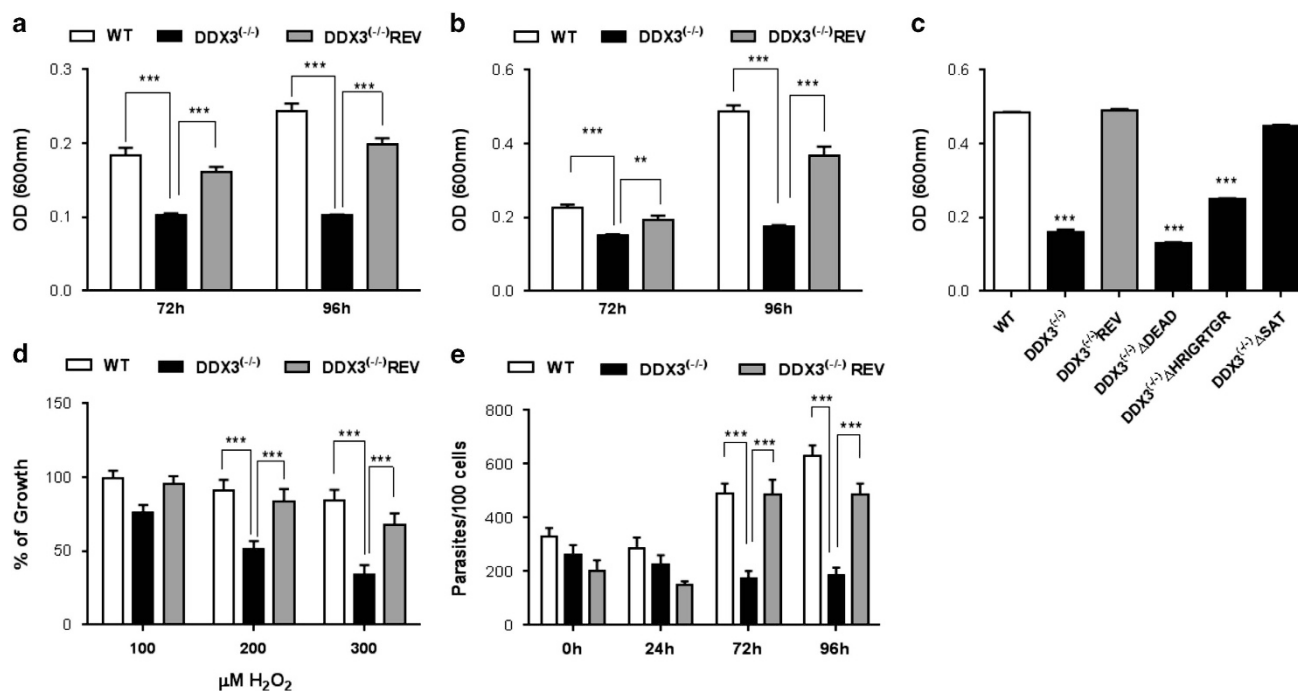 a
WT DDX3(-/-) DDX3(-/-)REV
OD (600nm)
0.3
0.2
0.1
0.0
*** *** *** ***
72h 96h
b
WT DDX3(-/-) DDX3(-/-)REV
OD (600nm)
0.6
0.4
0.2
0.0
*** ** *** ***
72h 96h
c
OD (600nm)
0.6
0.4
0.2
0.0
*** *** ***
WT
DDX3(-/-)
DDX3(-/-)REV
DDX3(-/-)ΔDEAD
DDX3(-/-)ΔHRIGRTGR
DDX3(-/-)ΔSAT
d
WT DDX3(-/-) DDX3(-/-)REV
% of Growth
150
100
50
0
*** *** *** ***
100 200 300
μM H2O2
e
WT DDX3(-/-) DDX3(-/-)REV
Parasites/100 cells
800
600
400
200
0
*** *** *** ***
0h 24h 72h 96h